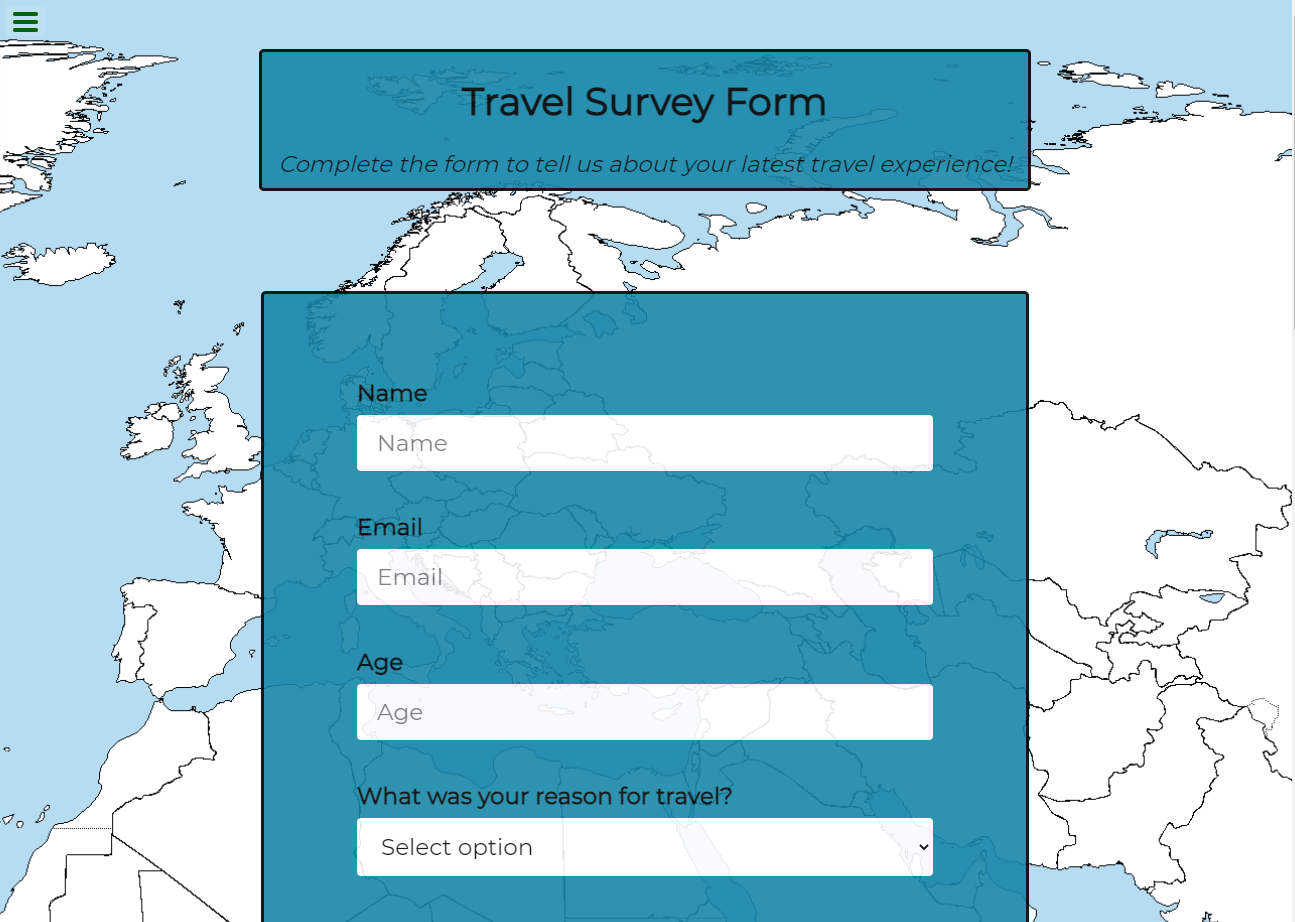 Travel Survey Form
Complete the form to tell us about your latest travel experience!
Name
Name
Email
Email
Age
Age
What was your reason for travel?
Select option